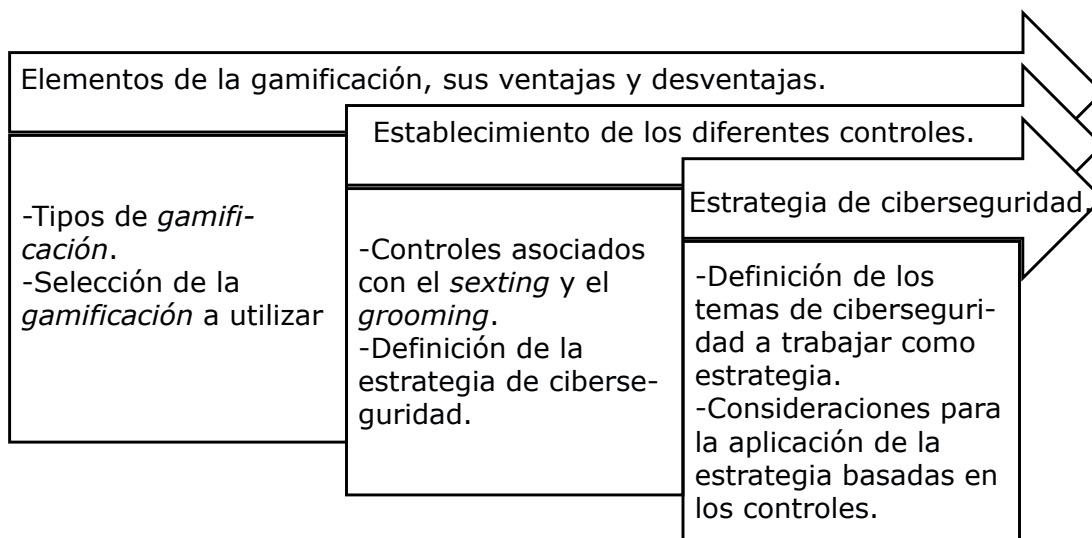 Elementos de la gamificación, sus ventajas y desventajas.
-Tipos de gamifi-
cación.
-Selección de la
gamificación a utilizar
Establecimiento de los diferentes controles.
-Controles asociados
con el sexting y el
grooming.
-Definición de la
estrategia de ciberse-
guridad.
Estrategia de ciberseguridad.
-Definición de los
temas de ciberseguri-
dad a trabajar como
estrategia.
-Consideraciones para
la aplicación de la
estrategia basadas en
los controles.